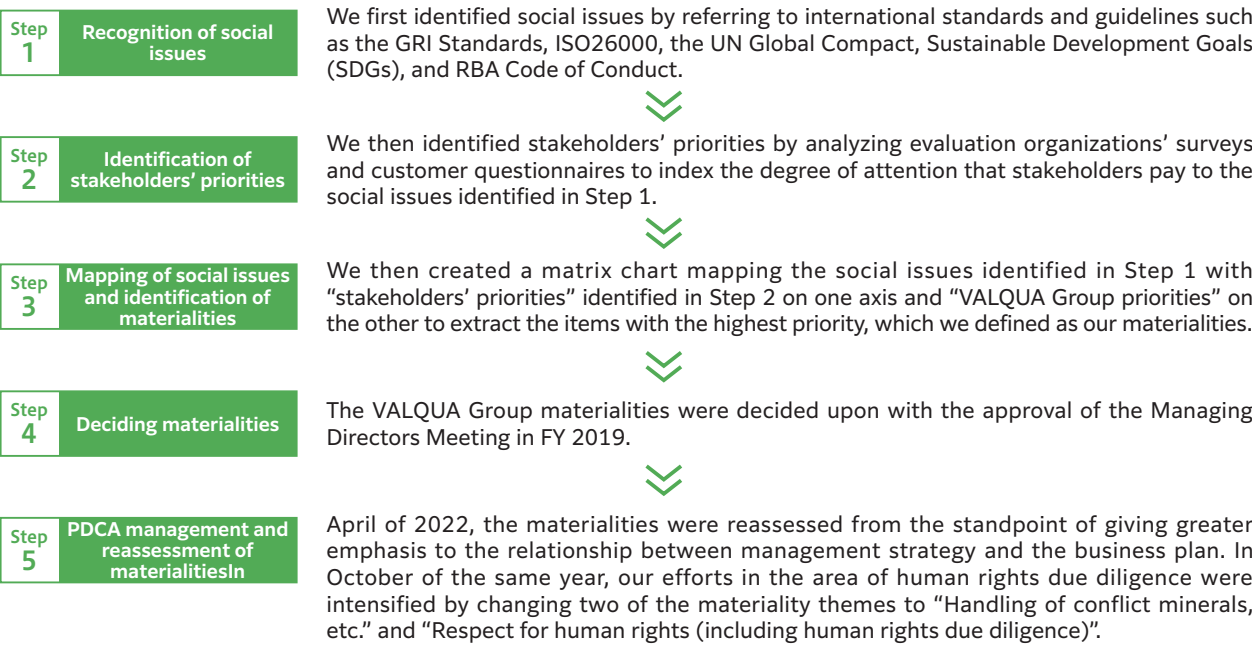 Step
1
Recognition of social
issues
We first identified social issues by referring to international standards and guidelines such
as the GRI Standards, ISO26000, the UN Global Compact, Sustainable Development Goals
(SDGs), and RBA Code of Conduct.
Step
2
Identification of
stakeholders’ priorities
We then identified stakeholders’ priorities by analyzing evaluation organizations’ surveys
and customer questionnaires to index the degree of attention that stakeholders pay to the
social issues identified in Step 1.
Step
3
Mapping of social issues
and identification of
materialities
We then created a matrix chart mapping the social issues identified in Step 1 with
“stakeholders’ priorities” identified in Step 2 on one axis and “VALQUA Group priorities” on
the other to extract the items with the highest priority, which we defined as our materialities.
Step
4
Deciding materialities
The VALQUA Group materialities were decided upon with the approval of the Managing
Directors Meeting in FY 2019.
Step
5
PDCA management and
reassessment of
materialitiesIn
April of 2022, the materialities were reassessed from the standpoint of giving greater
emphasis to the relationship between management strategy and the business plan. In
October of the same year, our efforts in the area of human rights due diligence were
intensified by changing two of the materiality themes to “Handling of conflict minerals,
etc.” and “Respect for human rights (including human rights due diligence)”.